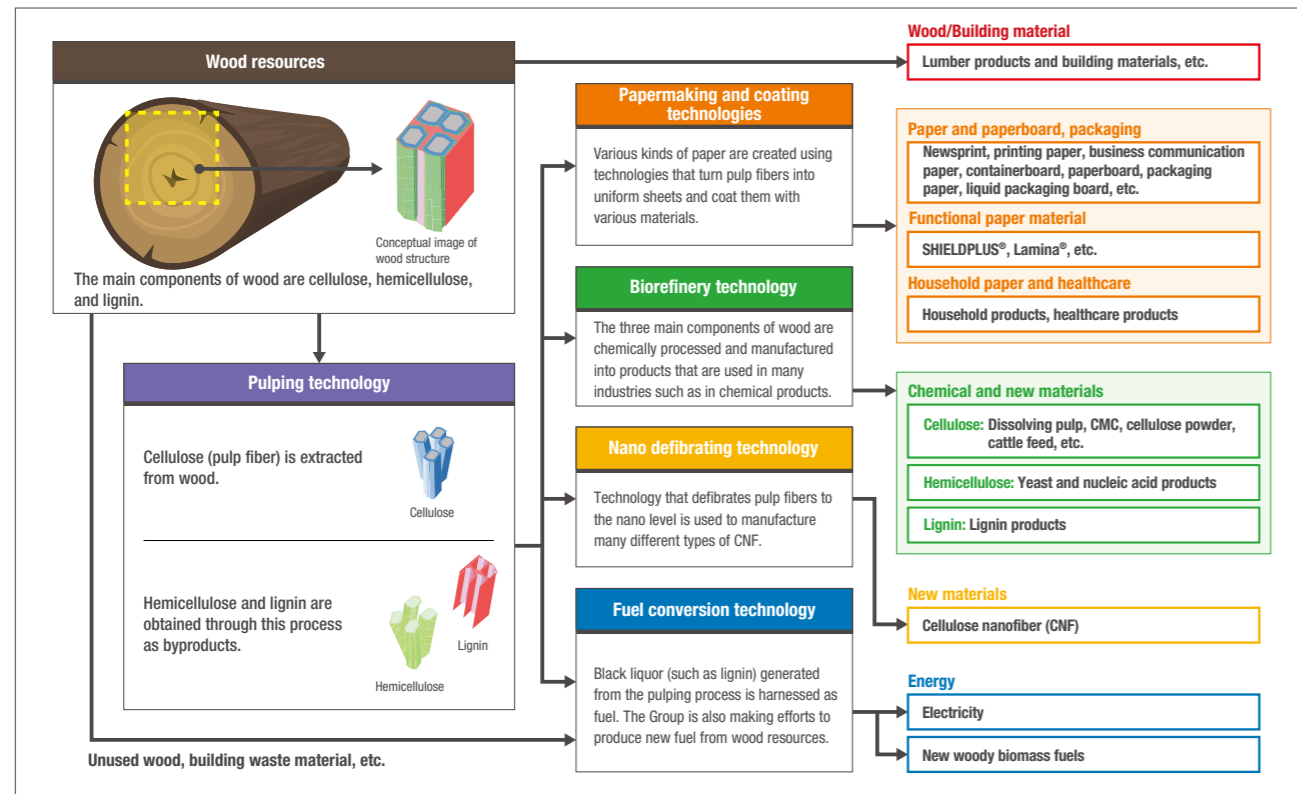 Wood resources
Conceptual image of
wood structure
The main components of wood are cellulose, hemicellulose,
and lignin.
Pulping technology
Cellulose (pulp fiber) is extracted
from wood.
Cellulose
Hemicellulose and lignin are
obtained through this process
as byproducts.
Lignin
Hemicellulose
Unused wood, building waste material, etc.
Papermaking and coating
technologies
Various kinds of paper are created using
technologies that turn pulp fibers into
uniform sheets and coat them with
various materials.
Biorefinery technology
The three main components of wood are
chemically processed and manufactured
into products that are used in many
industries such as in chemical products.
Nano defibrating technology
Technology that defibrates pulp fibers to
the nano level is used to manufacture
many different types of CNF.
Fuel conversion technology
Black liquor (such as lignin) generated
from the pulping process is harnessed as
fuel. The Group is also making efforts to
produce new fuel from wood resources.
Wood/Building material
Lumber products and building materials, etc.
Paper and paperboard, packaging
Newsprint, printing paper, business communication
paper, containerboard, paperboard, packaging
paper, liquid packaging board, etc.
Functional paper material
SHIELDPLUS®, Lamina®, etc.
Household paper and healthcare
Household products, healthcare products
Chemical and new materials
Cellulose: Dissolving pulp, CMC, cellulose powder,
cattle feed, etc.
Hemicellulose: Yeast and nucleic acid products
Lignin: Lignin products
New materials
Cellulose nanofiber (CNF)
Energy
Electricity
New woody biomass fuels